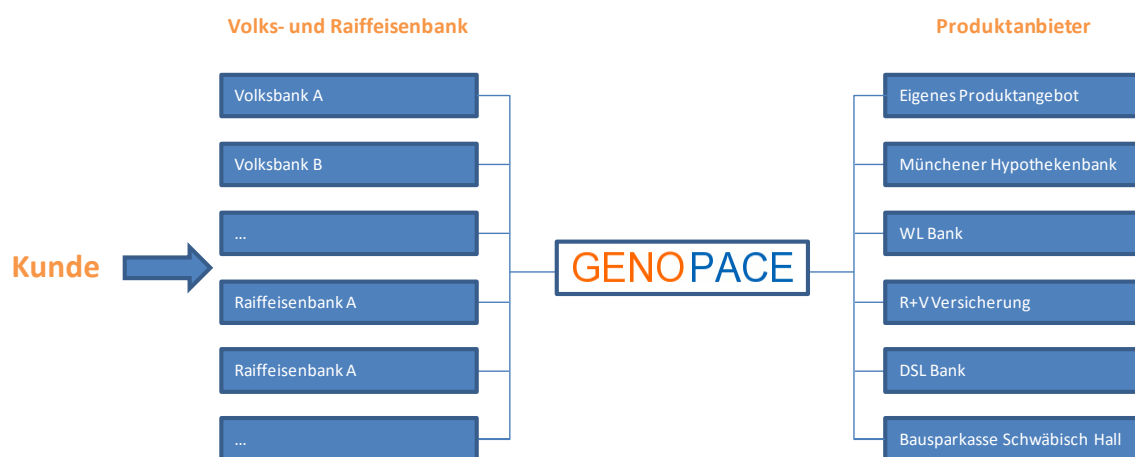 Volks- und Raiffeisenbank
Produktanbieter
Volksbank A
Eigenes Produktangebot
Volksbank B
Münchener Hypothekenbank
...
WL Bank
Kunde
GENOPACE
Raiffeisenbank A
R+V Versicherung
Raiffeisenbank A
DSL Bank
...
Bausparkasse Schwäbisch Hall